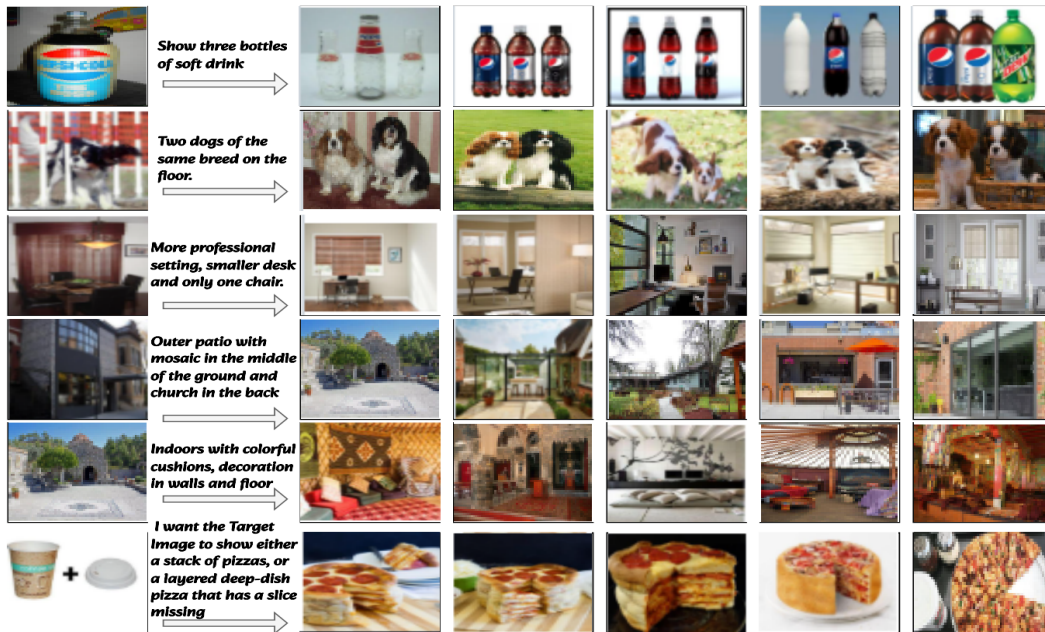 Show three bottles
of soft drink
Two dogs of the
same breed on the
floor.
More professional
setting, smaller desk
and only one chair.
Outer patio with
mosaic in the middle
of the ground and
church in the back
Indoors with colorful
cushions, decoration
in walls and floor
I want the Target
Image to show either
a stack of pizzas, or
a layered deep-dish
pizza that has a slice
missing
+